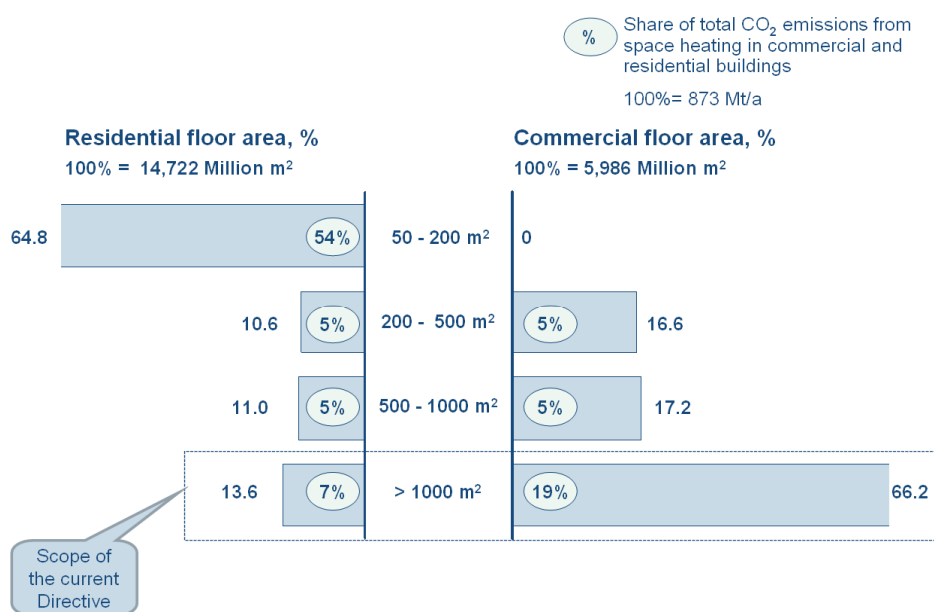 % Share of total CO₂ emissions from
space heating in commercial and
residential buildings
100%= 873 Mt/a
Residential floor area, %
100% = 14,722 Million m²
Commercial floor area, %
100% = 5,986 Million m²
64.8 54% 50 - 200 m² 0
10.6 5% 200 - 500 m² 5% 16.6
11.0 5% 500 - 1000 m² 5% 17.2
13.6 7% > 1000 m² 19% 66.2
Scope of
the current
Directive